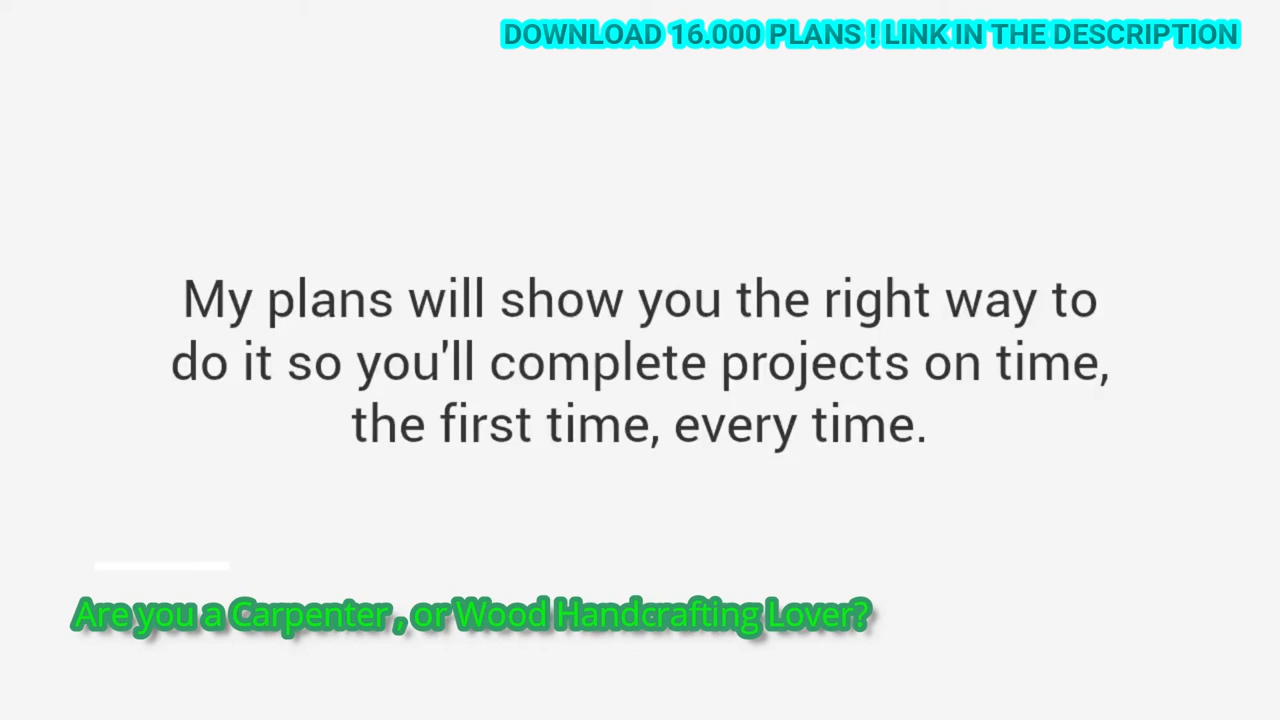 DOWNLOAD 16.000 PLANS ! LINK IN THE DESCRIPTION
My plans will show you the right way to
do it so you'll complete projects on time,
the first time, every time.
Are you a Carpenter , or Wood Handcrafting Lover?